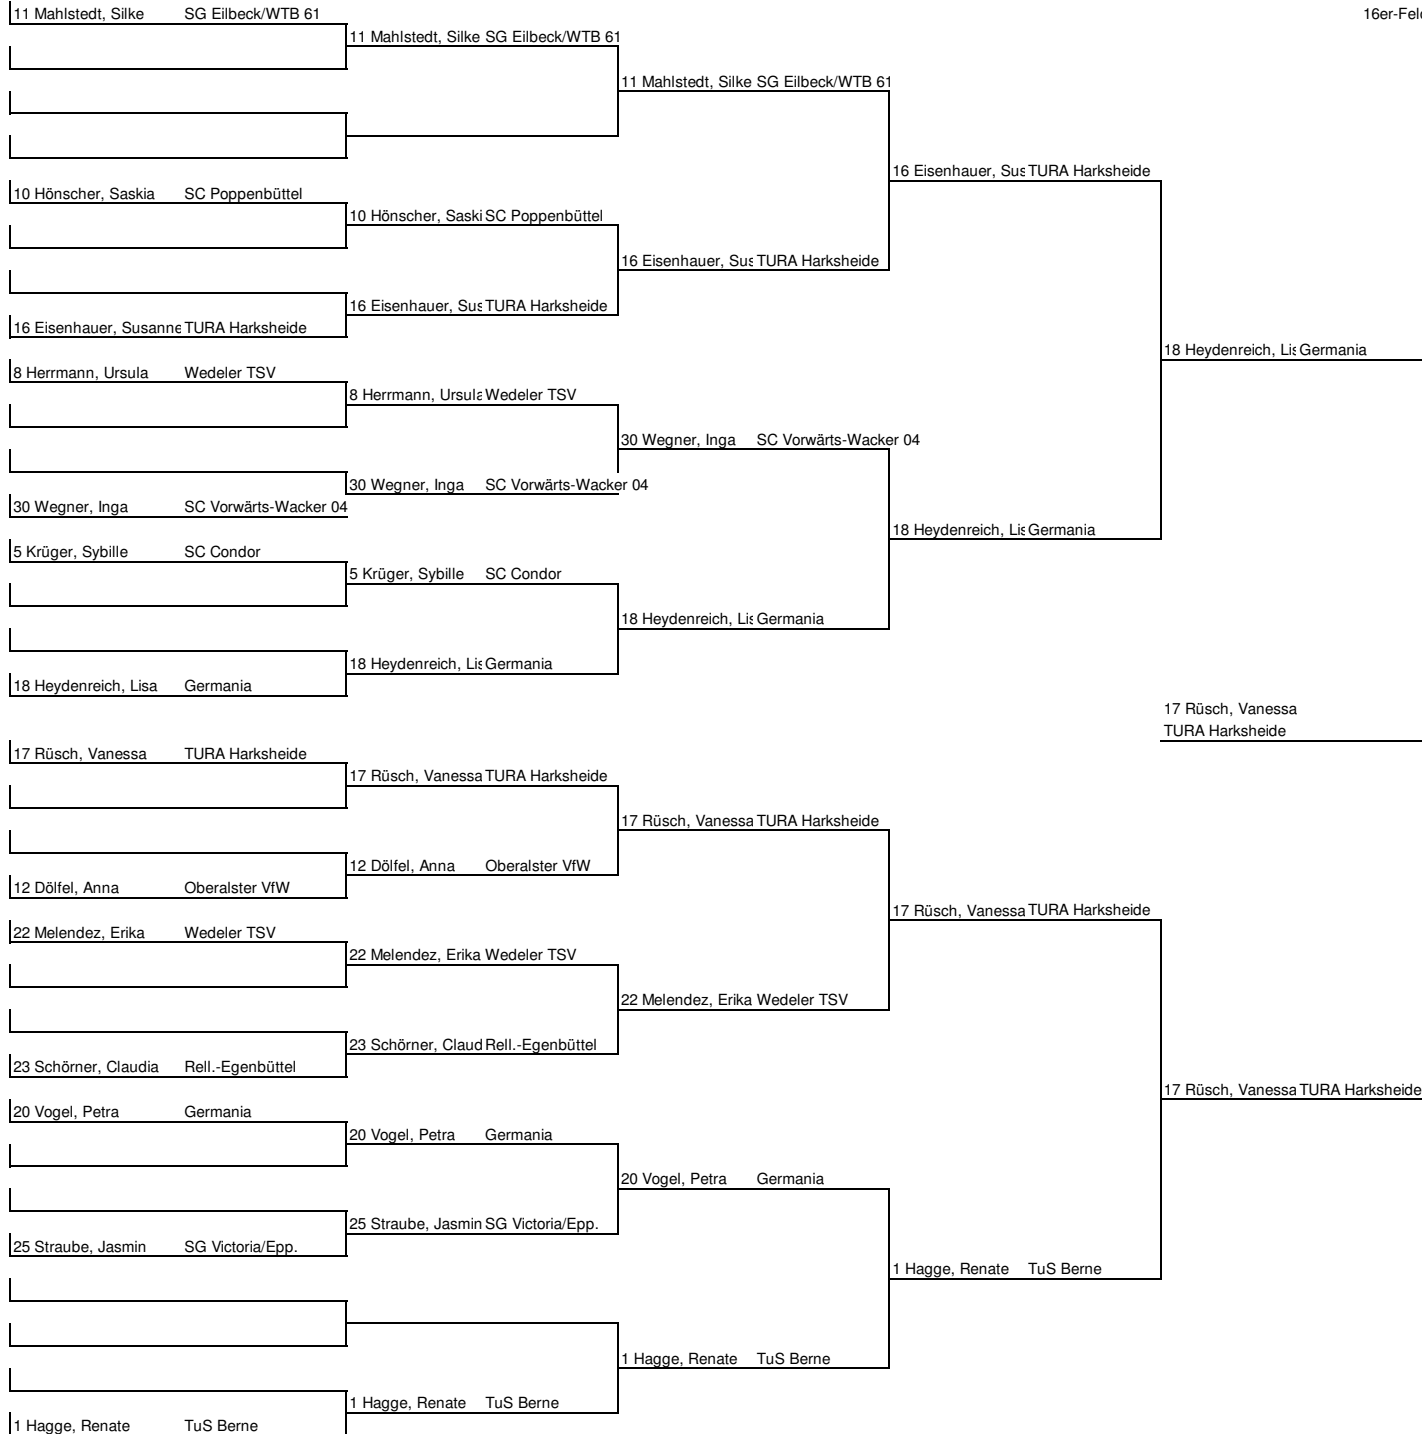 11 Mahlstedt, Silke SG Eilbeck/WTB 61
16er-Fel
11 Mahlstedt, Silke SG Eilbeck/WTB 61
11 Mahlstedt, Silke SG Eilbeck/WTB 61
16 Eisenhauer, Sus TURA Harksheide
10 Hönscher, Saskia SC Poppenbüttel
10 Hönscher, Saski SC Poppenbüttel
16 Eisenhauer, Sus TURA Harksheide
16 Eisenhauer, Sus TURA Harksheide
16 Eisenhauer, Susanne TURA Harksheide
18 Heydenreich, Lis Germania
8 Herrmann, Ursula Wedeler TSV
8 Herrmann, Ursula Wedeler TSV
30 Wegner, Inga SC Vorwärts-Wacker 04
30 Wegner, Inga SC Vorwärts-Wacker 04
30 Wegner, Inga SC Vorwärts-Wacker 04
18 Heydenreich, Lis Germania
5 Krüger, Sybille SC Condor
5 Krüger, Sybille SC Condor
18 Heydenreich, Lis Germania
18 Heydenreich, Lis Germania
18 Heydenreich, Lisa Germania
17 Rüsch, Vanessa
TURA Harksheide
17 Rüsch, Vanessa TURA Harksheide
17 Rüsch, Vanessa TURA Harksheide
17 Rüsch, Vanessa TURA Harksheide
12 Dölfel, Anna Oberalster VfW
12 Dölfel, Anna Oberalster VfW
17 Rüsch, Vanessa TURA Harksheide
22 Melendez, Erika Wedeler TSV
22 Melendez, Erika Wedeler TSV
22 Melendez, Erika Wedeler TSV
23 Schörner, Claud Rell.-Egenbüttel
23 Schörner, Claudia Rell.-Egenbüttel
17 Rüsch, Vanessa TURA Harksheide
20 Vogel, Petra Germania
20 Vogel, Petra Germania
20 Vogel, Petra Germania
25 Straube, Jasmin SG Victoria/Epp.
25 Straube, Jasmin SG Victoria/Epp.
1 Hagge, Renate TuS Berne
1 Hagge, Renate TuS Berne
1 Hagge, Renate TuS Berne
1 Hagge, Renate TuS Berne